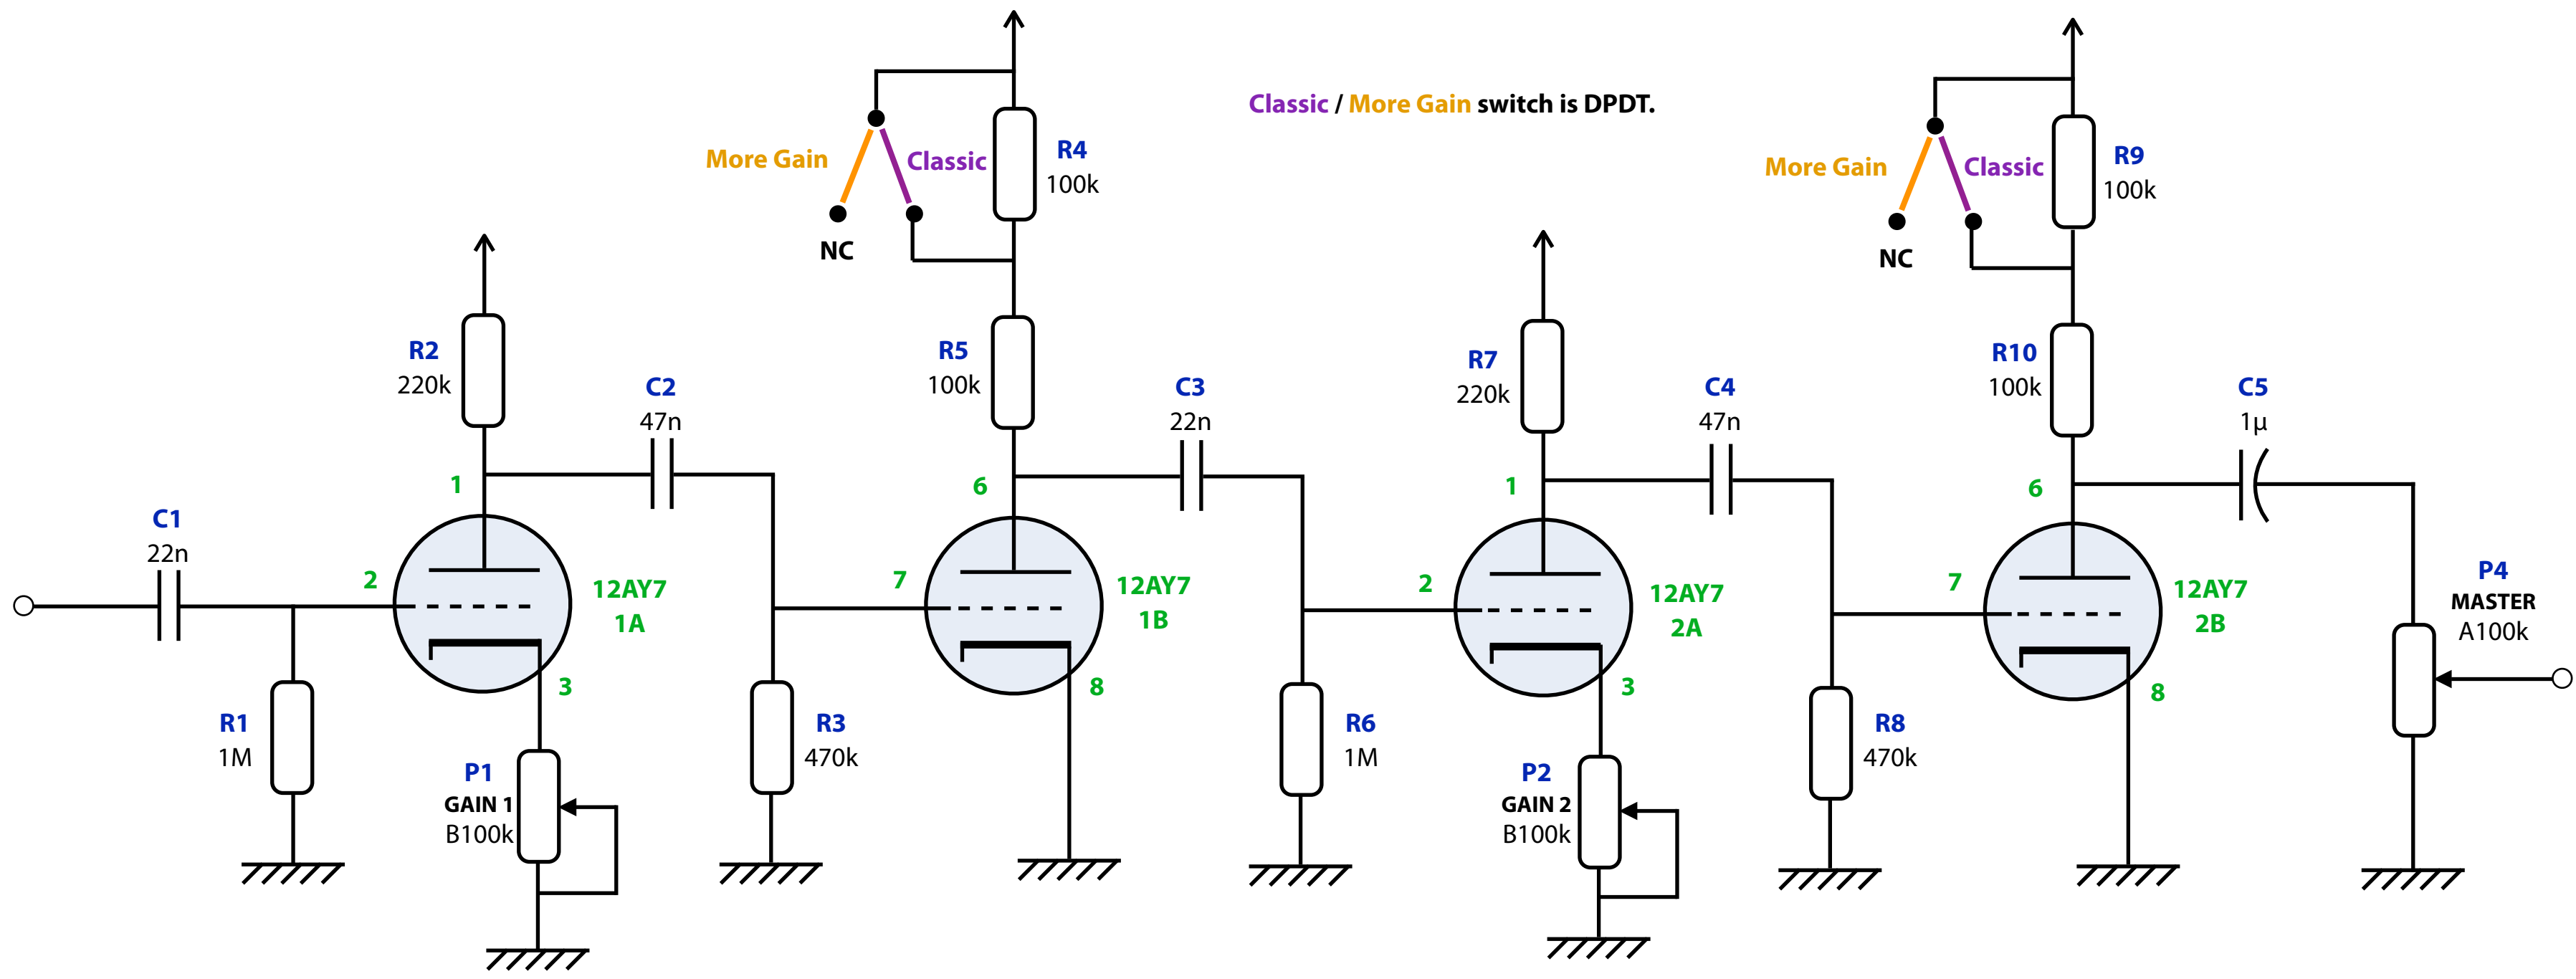 Classic / More Gain switch is DPDT.
More Gain
Classic
NC
R4
100k
More Gain
Classic
NC
R9
100k
R2
220k
C2
47n
R5
100k
C3
22n
R7
220k
C4
47n
R10
100k
C5
1µ
C1
22n
1
2
3
12AY7
1A
6
7
8
12AY7
1B
1
2
3
12AY7
2A
6
7
8
12AY7
2B
P4
MASTER
A100k
R1
1M
P1
GAIN 1
B100k
R3
470k
R6
1M
P2
GAIN 2
B100k
R8
470k